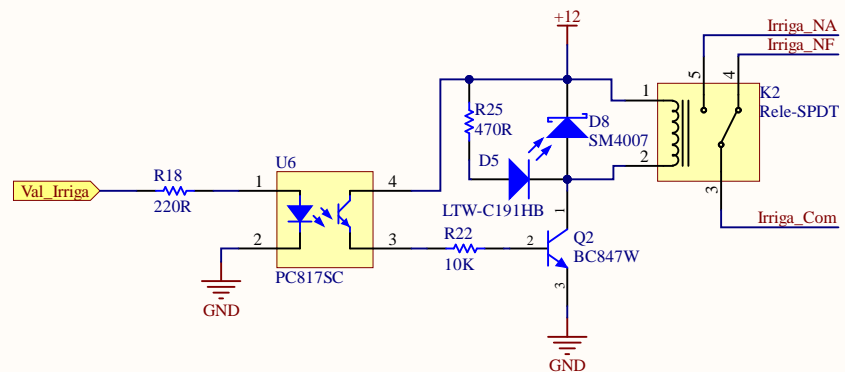 +12
Irriga_NA
Irriga_NF
5
4
1
K2
Rele-SPDT
R25
470R
D8
SM4007
2
3
Irriga_Com
D5
LTW-C191HB
U6
R18
220R
Val_Irriga
1
4
2
3
PC817SC
R22
10K
1
2
Q2
BC847W
3
GND
GND